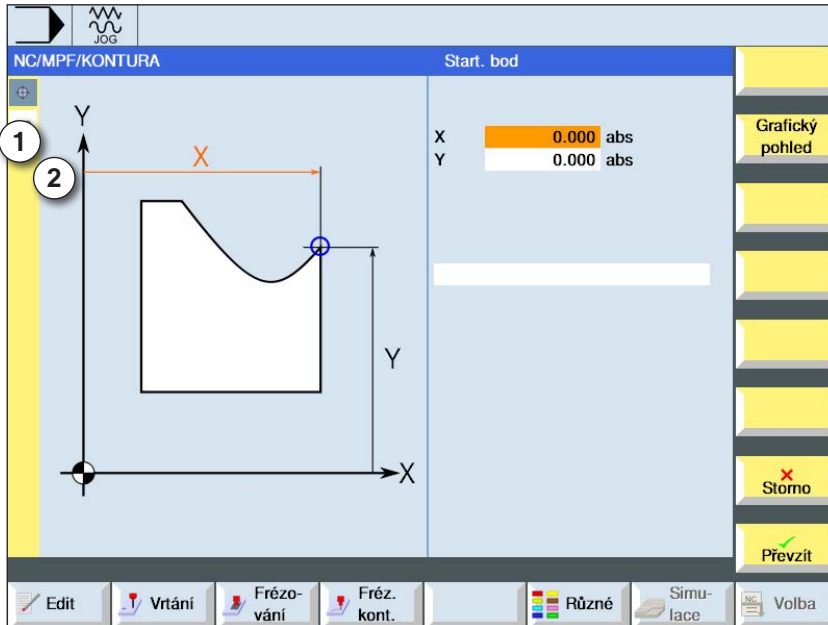 JOG
NC/MPF/KONTURA
Start. bod
1
2
Y
X
Y
X
X 0.000 abs
Y 0.000 abs
Grafický
pohled
Storno
Převzít
Edit
Vrtání
Frézo-
vání
Fréz.
kont.
Různé
Simu-
lace
NC
Volba